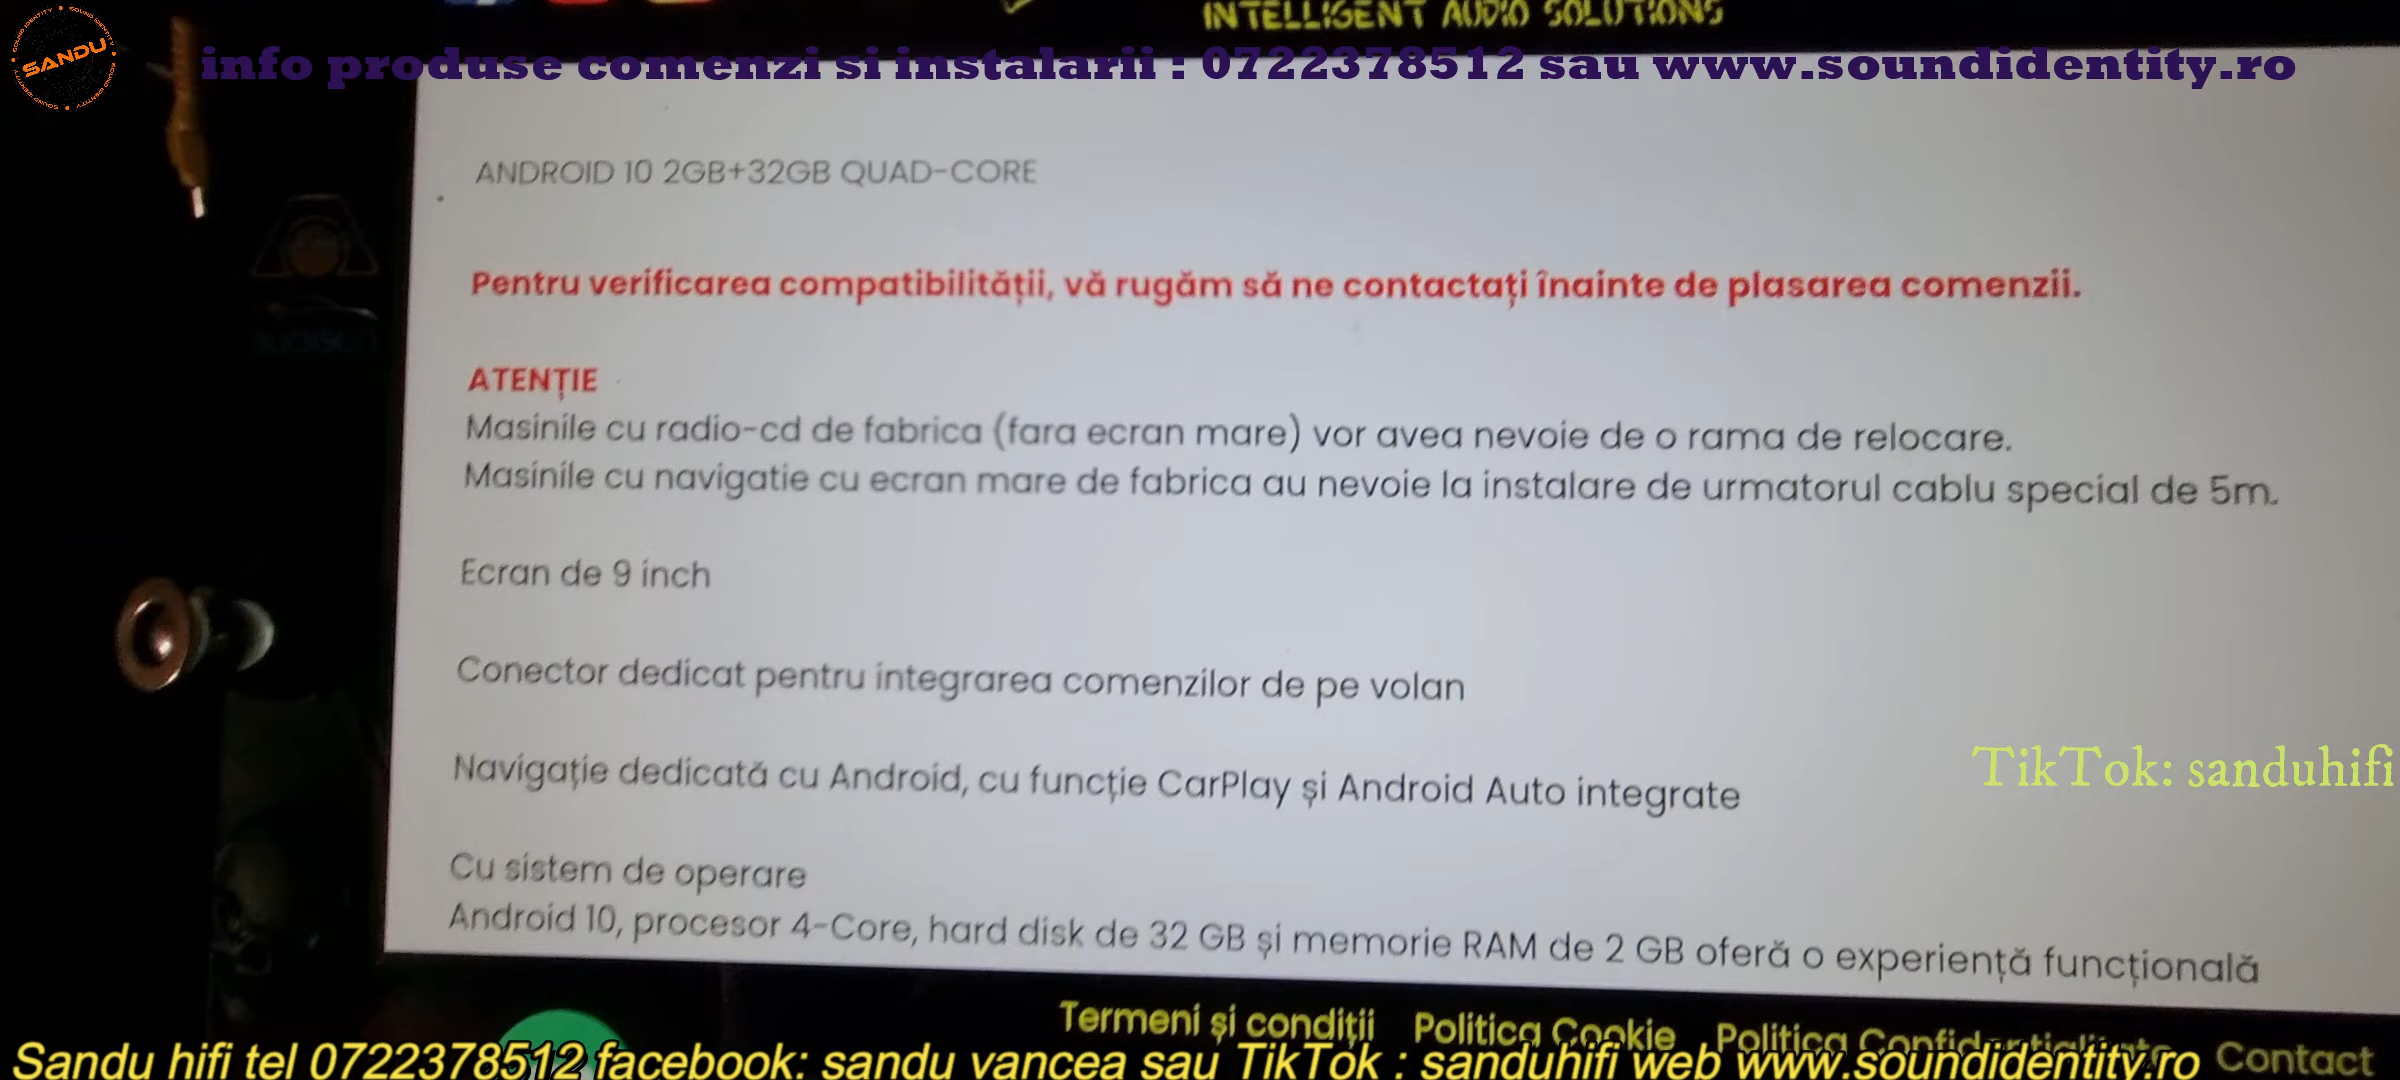 INTELLIGENT AUDIO SOLUTIONS
SANDU
info produse comenzi si instalarii : 0722378512 sau www.soundidentity.ro
ANDROID 10 2GB+32GB QUAD-CORE
Pentru verificarea compatibilității, vă rugăm să ne contactați înainte de plasarea comenzii.
ATENȚIE
Masinile cu radio-cd de fabrica (fara ecran mare) vor avea nevoie de o rama de relocare.
Masinile cu navigatie cu ecran mare de fabrica au nevoie la instalare de urmatorul cablu special de 5m.
Ecran de 9 inch
Conector dedicat pentru integrarea comenzilor de pe volan
Navigație dedicată cu Android, cu funcție CarPlay și Android Auto integrate
TikTok: sanduhifi
Cu sistem de operare
Android 10, procesor 4-Core, hard disk de 32 GB și memorie RAM de 2 GB oferă o experiență funcțională
Termeni și condiții Politica Cookie Politica Contact
Sandu hifi tel 0722378512 facebook: sandu vancea sau TikTok : sanduhifi web www.soundidentity.ro